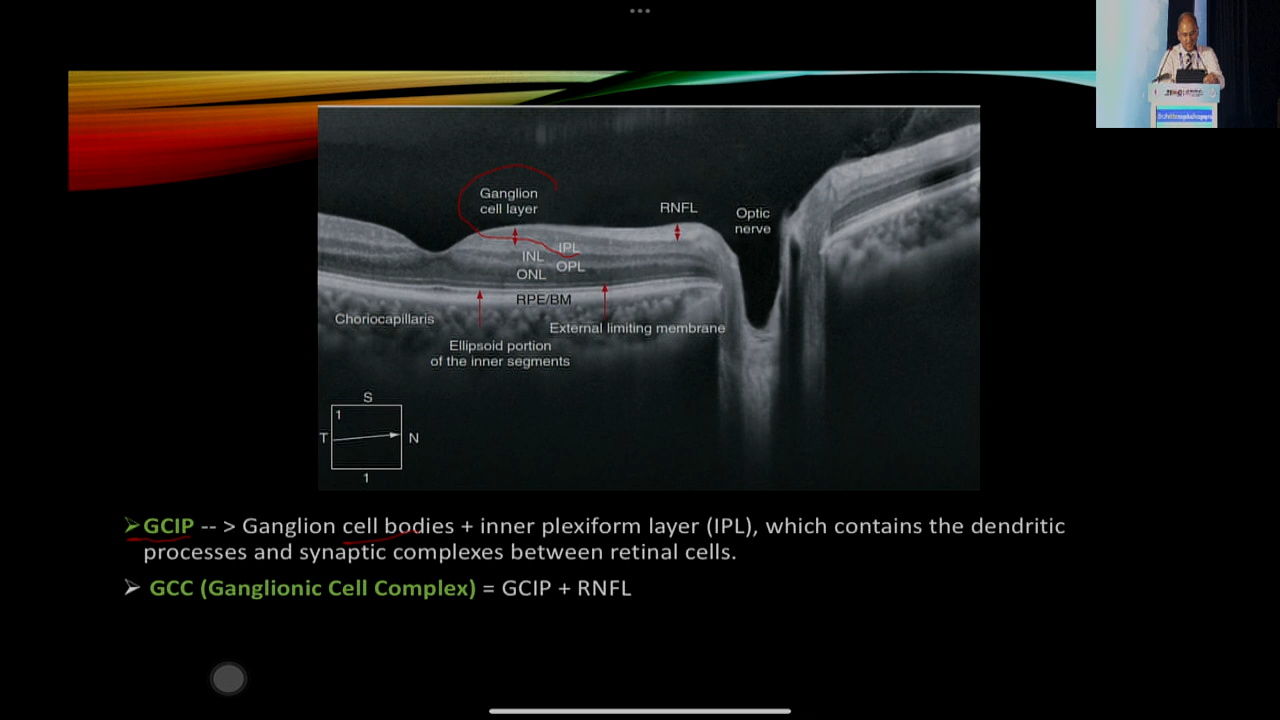 Ganglion
cell layer
RNFL
Optic
nerve
IPL
INL
OPL
ONL
RPE/BM
Choriocapillaris
External limiting membrane
Ellipsoid portion
of the inner segments
S
1
T
N
1
GCIP -- > Ganglion cell bodies + inner plexiform layer (IPL), which contains the dendritic
processes and synaptic complexes between retinal cells.
GCC (Ganglionic Cell Complex) = GCIP + RNFL